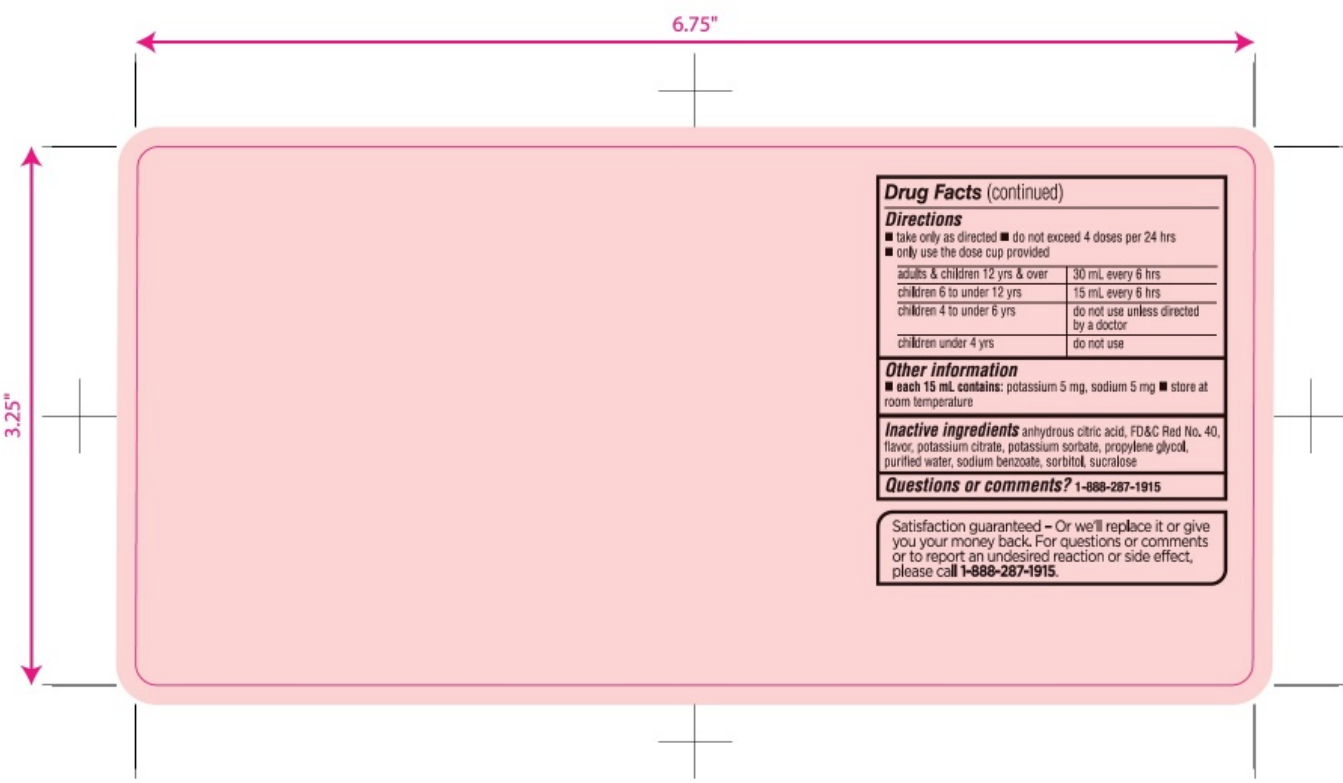 6.75"
3.25"
Drug Facts (continued)
Directions
■ take only as directed ■ do not exceed 4 doses per 24 hrs
■ only use the dose cup provided
adults & children 12 yrs & over 30 mL every 6 hrs
children 6 to under 12 yrs 15 mL every 6 hrs
children 4 to under 6 yrs do not use unless directed
by a doctor
children under 4 yrs do not use
Other information
■ each 15 mL contains: potassium 5 mg, sodium 5 mg ■ store at
room temperature
Inactive ingredients anhydrous citric acid, FD&C Red No. 40,
flavor, potassium citrate, potassium sorbate, propylene glycol,
purified water, sodium benzoate, sorbitol, sucralose
Questions or comments? 1-888-287-1915
Satisfaction guaranteed – Or we'll replace it or give
you your money back. For questions or comments
or to report an undesired reaction or side effect,
please call 1-888-287-1915.